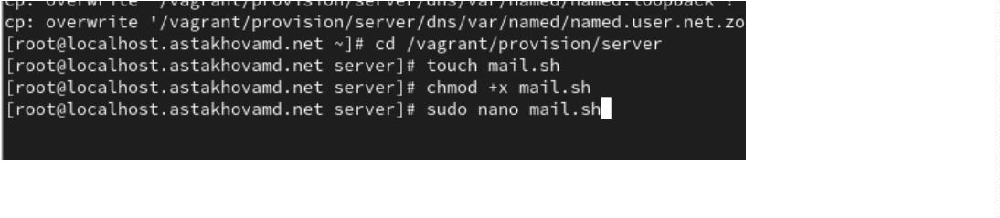 cp: overwrite '/vagrant/provision/server/dns/var/named/named.loopback'?
cp: overwrite '/vagrant/provision/server/dns/var/named/named.user.net.zo
[root@localhost.astakhovamd.net ~]# cd /vagrant/provision/server
[root@localhost.astakhovamd.net server]# touch mail.sh
[root@localhost.astakhovamd.net server]# chmod +x mail.sh
[root@localhost.astakhovamd.net server]# sudo nano mail.sh